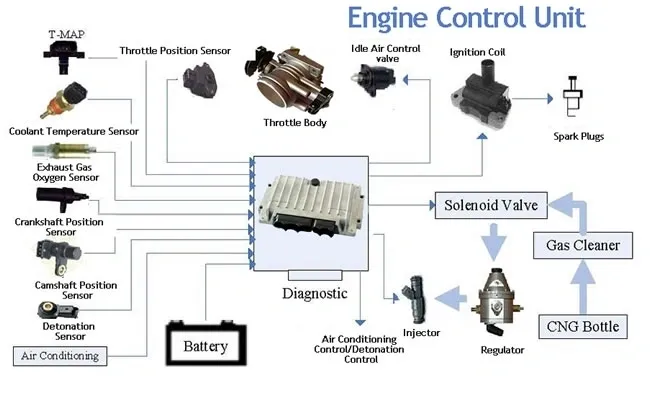 Engine Control Unit
T-MAP
Throttle Position Sensor
Idle Air Control
valve
Ignition Coil
Throttle Body
Spark Plugs
Coolant Temperature Sensor
Exhaust Gas
Oxygen Sensor
Crankshaft Position
Sensor
Camshaft Position
Sensor
Detonation
Sensor
Air Conditioning
Battery
Diagnostic
Air Conditioning
Control/Detonation
Control
Injector
Solenoid Valve
Gas Cleaner
CNG Bottle
Regulator